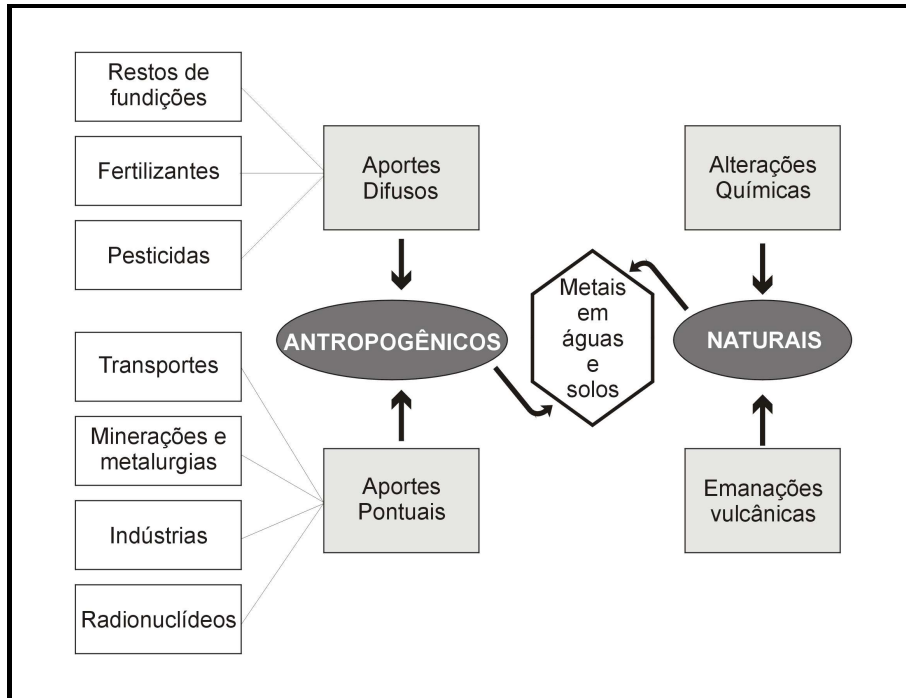 Restos de
fundições
Fertilizantes
Pesticidas
Transportes
Minerações e
metalurgias
Indústrias
Radionuclídeos
Aportes
Difusos
ANTROPOGÊNICOS
Aportes
Pontuais
Metais
em
águas
e
solos
Alterações
Químicas
NATURAIS
Emanações
vulcânicas